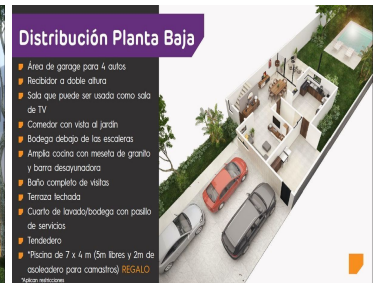 Distribución Planta Baja
Área de garage para 4 autos
Recibidor a doble altura
Sala que puede ser usada como sala
de TV
Comedor con vista al jardín
Bodega debajo de las escaleras
Amplia cocina con meseta de granito
y barra desayunadora
Baño completo de visitas
Terraza techada
Cuarto de lavado/bodega con pasillo
de servicios
Tendedero
*Piscina de 7 x 4 m (5m libres y 2m de
asoleadero para camastros) REGALO
*Aplican restricciones